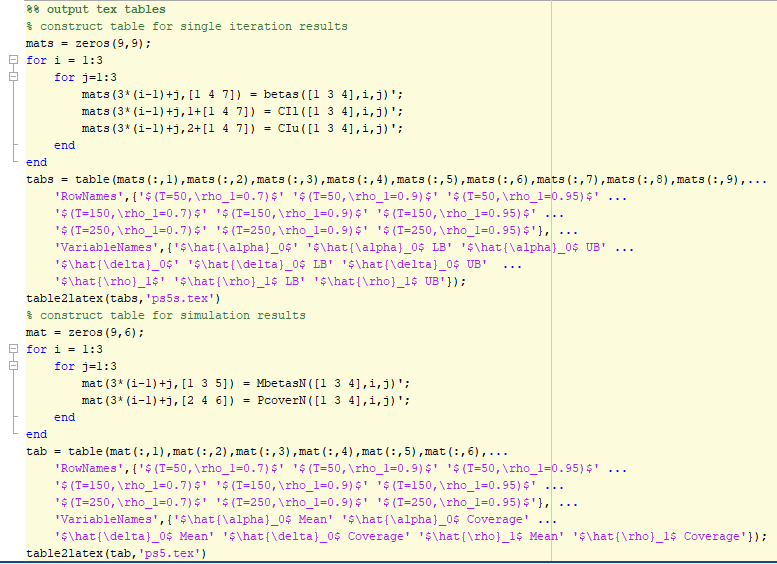 %% output tex tables
% construct table for single iteration results
mats = zeros(9,9);
for i = 1:3
    for j=1:3
        mats(3*(i-1)+j,[1 4 7]) = betas([1 3 4],i,j)';
        mats(3*(i-1)+j,1+[1 4 7]) = CIl([1 3 4],i,j)';
        mats(3*(i-1)+j,2+[1 4 7]) = CIu([1 3 4],i,j)';
    end
end
tabs = table(mats(:,1),mats(:,2),mats(:,3),mats(:,4),mats(:,5),mats(:,6),mats(:,7),mats(:,8),mats(:,9),...
    'RowNames',{'$(T=50,\rho_1=0.7)$' '$(T=50,\rho_1=0.9)$' '$(T=50,\rho_1=0.95)$' ...
    '$(T=150,\rho_1=0.7)$' '$(T=150,\rho_1=0.9)$' '$(T=150,\rho_1=0.95)$' ...
    '$(T=250,\rho_1=0.7)$' '$(T=250,\rho_1=0.9)$' '$(T=250,\rho_1=0.95)$'}, ...
    'VariableNames',{'$\hat{\alpha}_0$' '$\hat{\alpha}_0$ LB' '$\hat{\alpha}_0$ UB' ...
    '$\hat{\delta}_0$' '$\hat{\delta}_0$ LB' '$\hat{\delta}_0$ UB'  ...
    '$\hat{\rho}_1$' '$\hat{\rho}_1$ LB' '$\hat{\rho}_1$ UB'});
table2latex(tabs,'ps5s.tex')
% construct table for simulation results
mat = zeros(9,6);
for i = 1:3
    for j=1:3
        mat(3*(i-1)+j,[1 3 5]) = MbetasN([1 3 4],i,j)';
        mat(3*(i-1)+j,[2 4 6]) = PcoverN([1 3 4],i,j)';
    end
end
tab = table(mat(:,1),mat(:,2),mat(:,3),mat(:,4),mat(:,5),mat(:,6),...
    'RowNames',{'$(T=50,\rho_1=0.7)$' '$(T=50,\rho_1=0.9)$' '$(T=50,\rho_1=0.95)$' ...
    '$(T=150,\rho_1=0.7)$' '$(T=150,\rho_1=0.9)$' '$(T=150,\rho_1=0.95)$' ...
    '$(T=250,\rho_1=0.7)$' '$(T=250,\rho_1=0.9)$' '$(T=250,\rho_1=0.95)$'}, ...
    'VariableNames',{'$\hat{\alpha}_0$ Mean' '$\hat{\alpha}_0$ Coverage' ...
    '$\hat{\delta}_0$ Mean' '$\hat{\delta}_0$ Coverage' '$\hat{\rho}_1$ Mean' '$\hat{\rho}_1$ Coverage'});
table2latex(tab,'ps5.tex')